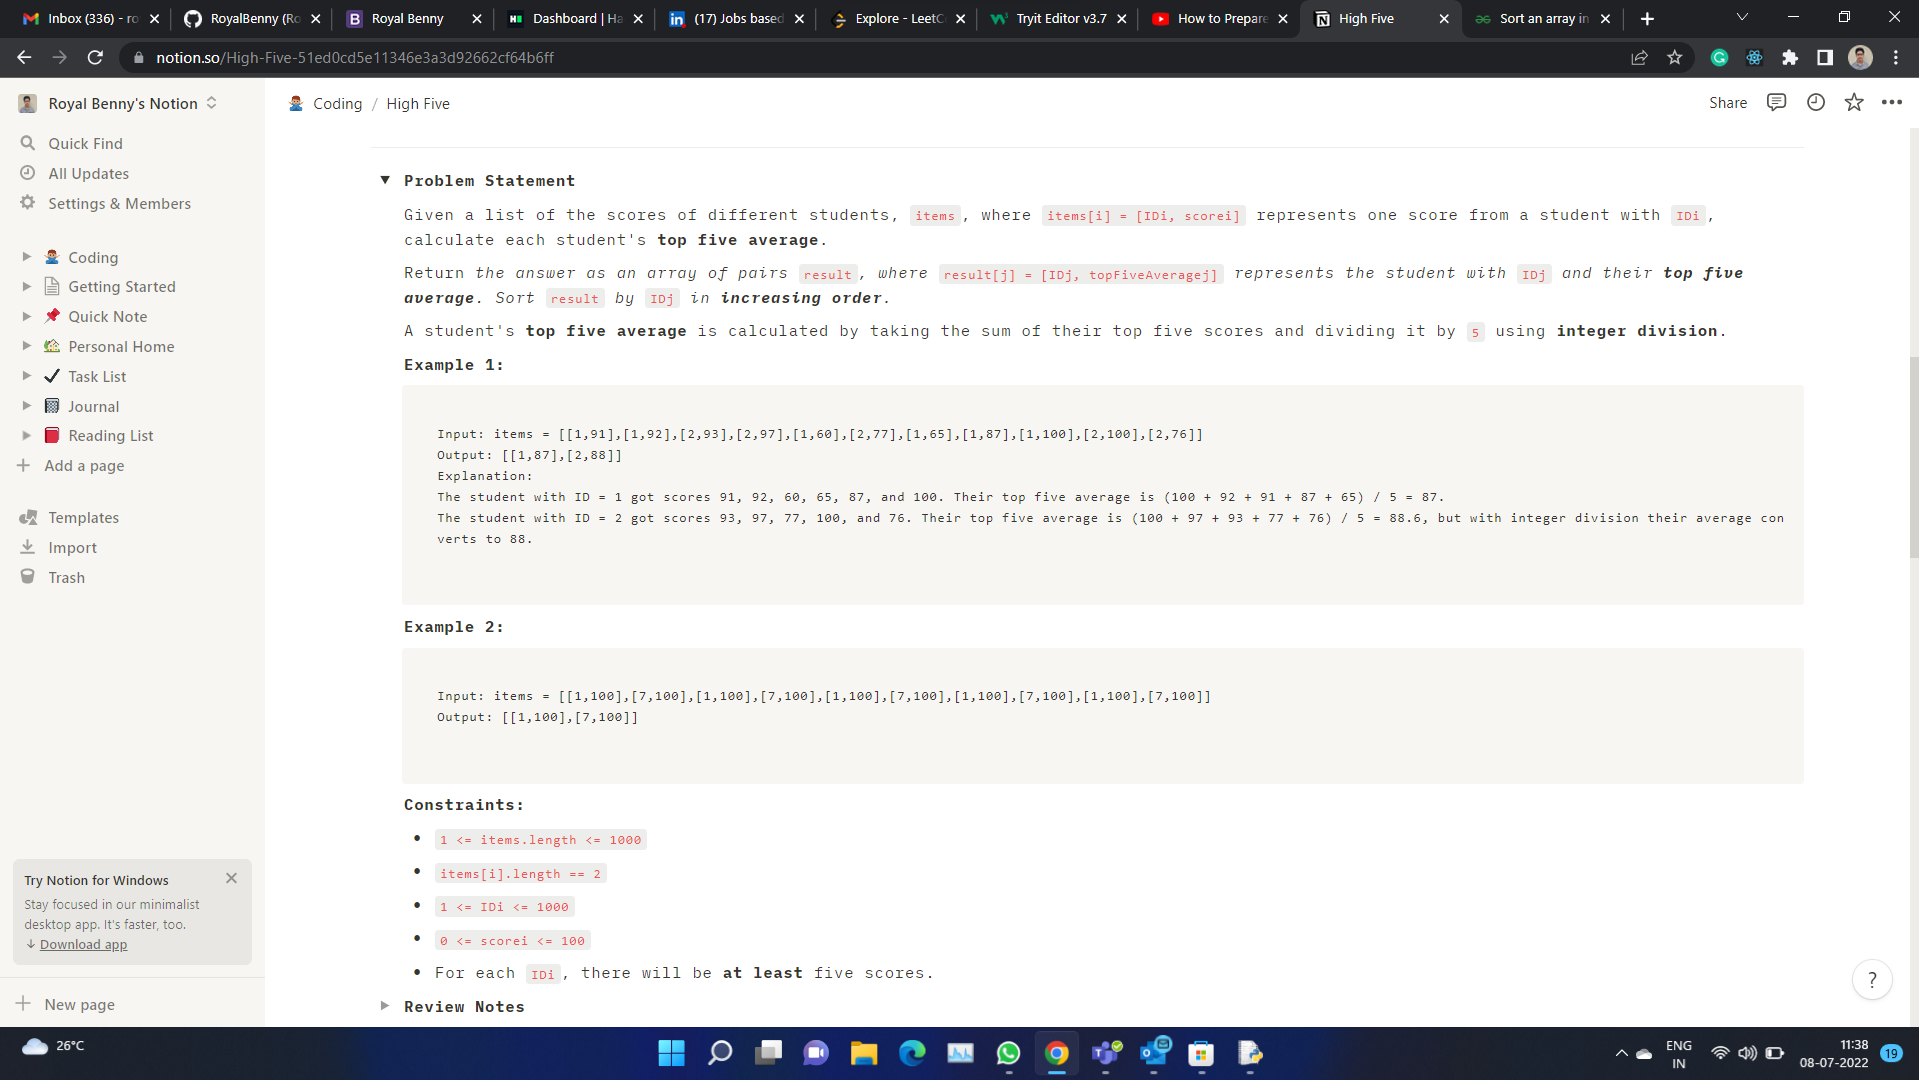 Inbox (336) - ro
RoyalBenny (Ro
Royal Benny
Dashboard | Ha
(17) Jobs based
Explore - LeetC
Tryit Editor v3.7
How to Prepare
High Five
Sort an array in
notion.so/High-Five-51ed0cd5e11346e3a3d92662cf64b6ff
Royal Benny's Notion
Quick Find
All Updates
Settings & Members
Coding
Getting Started
Quick Note
Personal Home
Task List
Journal
Reading List
Add a page
Templates
Import
Trash
Try Notion for Windows
Stay focused in our minimalist
desktop app. It's faster, too.
Download app
New page
Coding / High Five
Share
Problem Statement
Given a list of the scores of different students, items, where items[i] = [IDi, scorei] represents one score from a student with IDi,
calculate each student's top five average.
Return the answer as an array of pairs result, where result[j] = [IDj, topFiveAveragej] represents the student with IDj and their top five
average. Sort result by IDj in increasing order.
A student's top five average is calculated by taking the sum of their top five scores and dividing it by 5 using integer division.
Example 1:
Input: items = [[1,91],[1,92],[2,93],[2,97],[1,60],[2,77],[1,65],[1,87],[1,100],[2,100],[2,76]]
Output: [[1,87],[2,88]]
Explanation:
The student with ID = 1 got scores 91, 92, 60, 65, 87, and 100. Their top five average is (100 + 92 + 91 + 87 + 65) / 5 = 87.
The student with ID = 2 got scores 93, 97, 77, 100, and 76. Their top five average is (100 + 97 + 93 + 77 + 76) / 5 = 88.6, but with integer division their average con
verts to 88.
Example 2:
Input: items = [[1,100],[7,100],[1,100],[7,100],[1,100],[7,100],[1,100],[7,100],[1,100],[7,100]]
Output: [[1,100],[7,100]]
Constraints:
• 1 <= items.length <= 1000
• items[i].length == 2
• 1 <= IDi <= 1000
• 0 <= scorei <= 100
• For each IDi, there will be at least five scores.
Review Notes
?
26°C
ENG
IN
11:38
08-07-2022
19